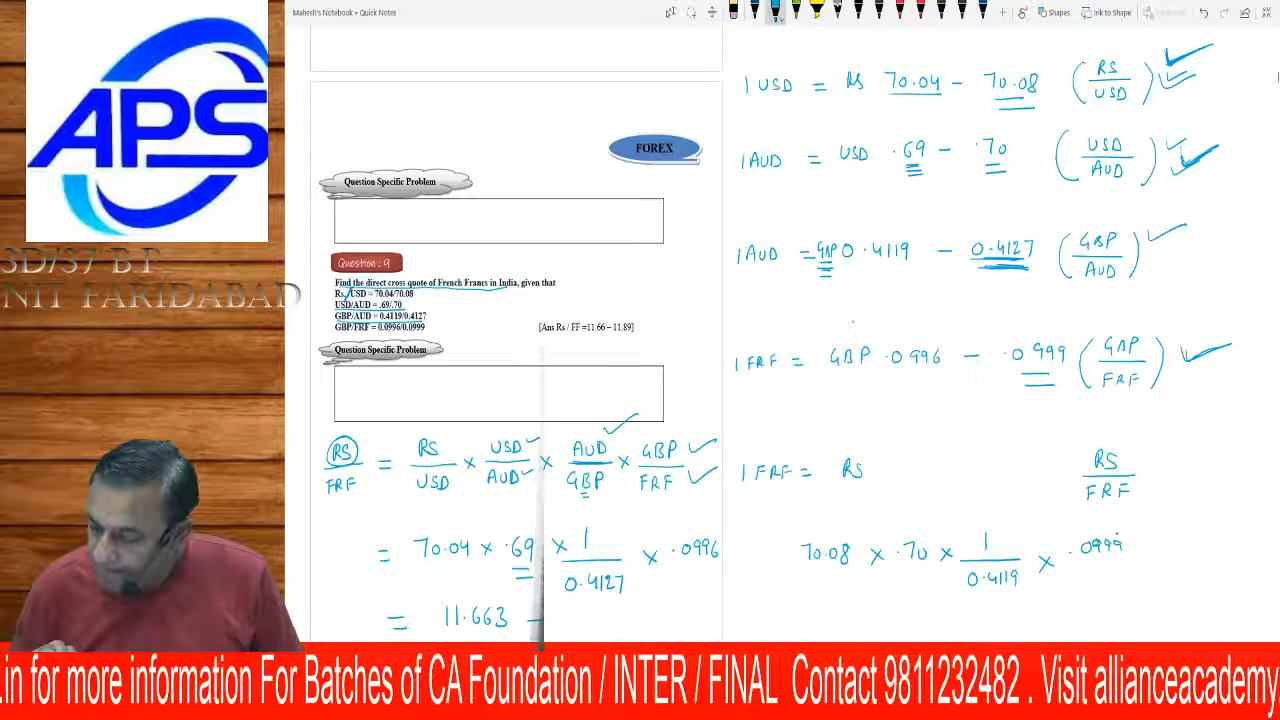 Mahesh's Notebook » Quick Notes
Shapes
Ink to Shape
APS
3D/37 B.P.
NIT FARIDABAD
FOREX
Question Specific Problem
Question : 9
Find the direct cross quote of French Francs in India, given that
Rs. /USD = 70.04/70.08
USD/AUD = .69/.70
GBP/AUD = 0.4119/0.4127
GBP/FRF = 0.0996/0.0999 [Ans Rs / FF =11.66 – 11.89]
Question Specific Problem
RS/FRF = RS/USD × USD/AUD × AUD/GBP × GBP/FRF
= 70.04 × .69 × 1/0.4127 × .0996
= 11.663 –
1 USD = RS 70.04 – 70.08 (RS/USD)
1 AUD = USD .69 – .70 (USD/AUD)
1 AUD = GBP 0.4119 – 0.4127 (GBP/AUD)
1 FRF = GBP .0996 – .0999 (GBP/FRF)
1 FRF = RS RS/FRF
70.08 × .70 × 1/0.4119 × .0999
.in for more information For Batches of CA Foundation / INTER / FINAL Contact 9811232482 . Visit allianceacademy